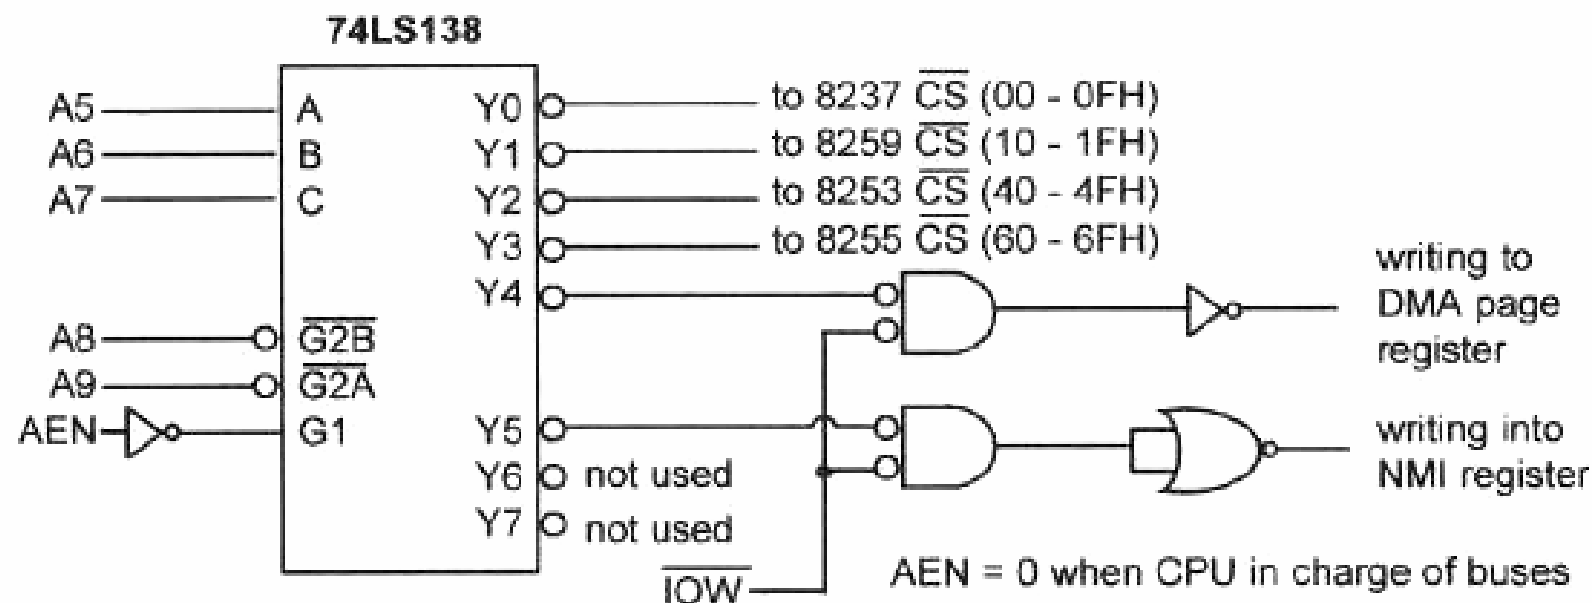 74LS138
A5 A Y0 to 8237 CS (00 - 0FH)
A6 B Y1 to 8259 CS (10 - 1FH)
A7 C Y2 to 8253 CS (40 - 4FH)
Y3 to 8255 CS (60 - 6FH)
Y4
writing to
DMA page
register
A8 G2B
A9 G2A
AEN G1 Y5
writing into
NMI register
Y6 not used
Y7 not used
IOW
AEN = 0 when CPU in charge of buses